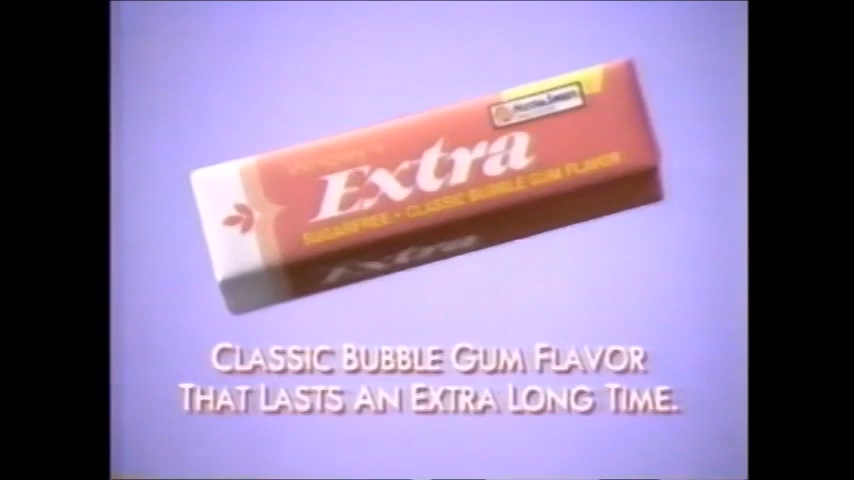 Extra
SUGARFREE • CLASSIC BUBBLE GUM FLAVOR
Extra
CLASSIC BUBBLE GUM FLAVOR
THAT LASTS AN EXTRA LONG TIME.